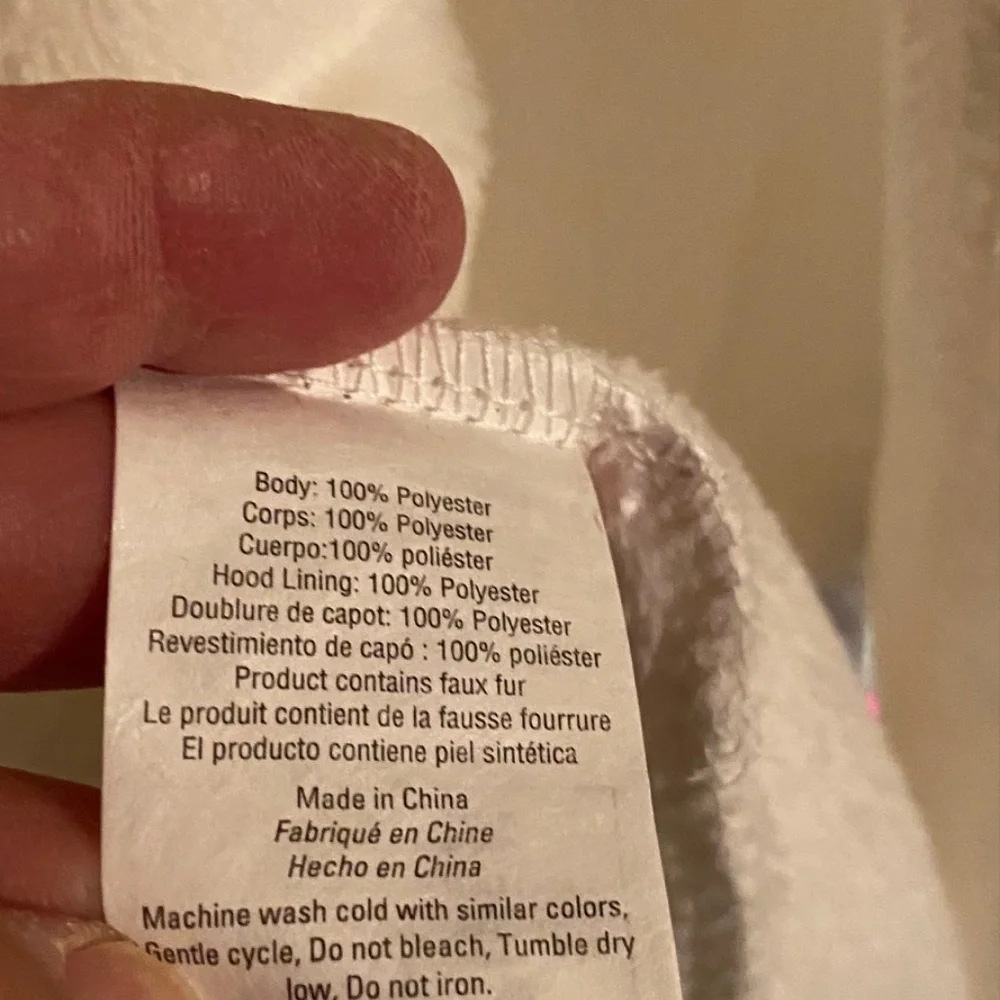 Body: 100% Polyester
Corps: 100% Polyester
Cuerpo:100% poliéster
Hood Lining: 100% Polyester
Doublure de capot: 100% Polyester
Revestimiento de capó : 100% poliéster
Product contains faux fur
Le produit contient de la fausse fourrure
El producto contiene piel sintética
Made in China
Fabriqué en Chine
Hecho en China
Machine wash cold with similar colors,
Gentle cycle, Do not bleach, Tumble dry
low, Do not iron.